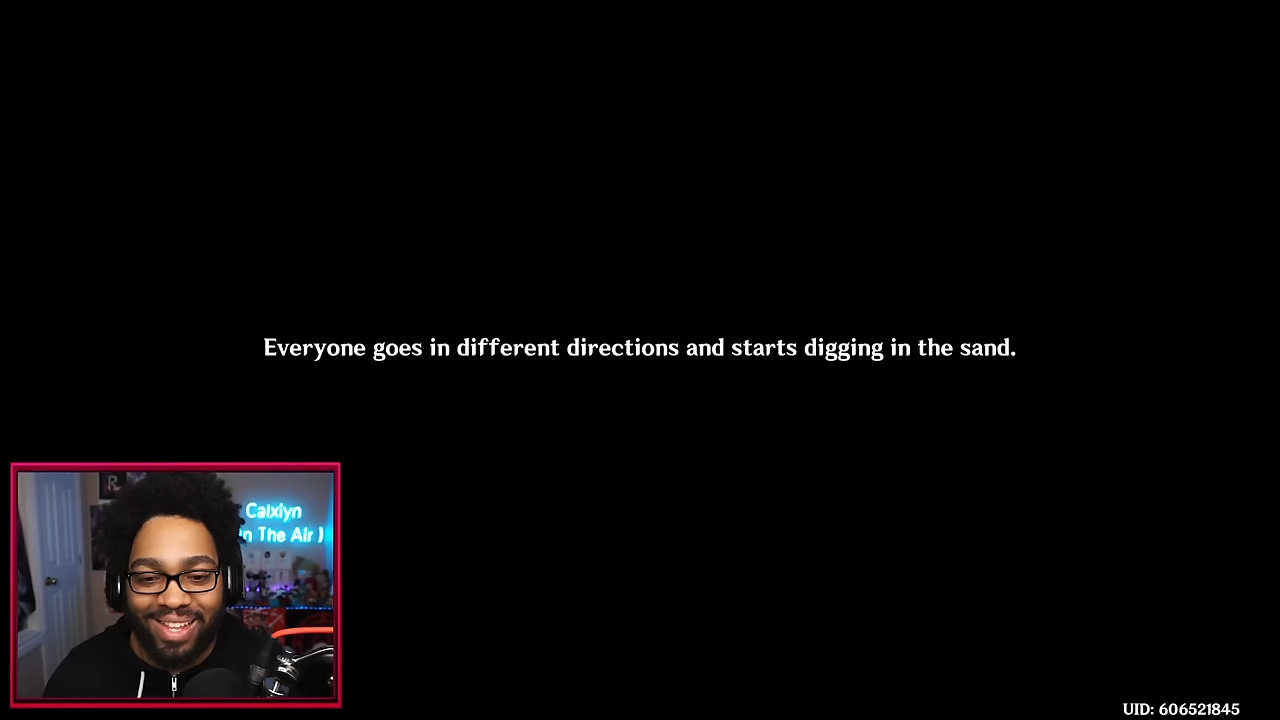 Everyone goes in different directions and starts digging in the sand.
R
Calxlyn
n The Air )
UID: 606521845